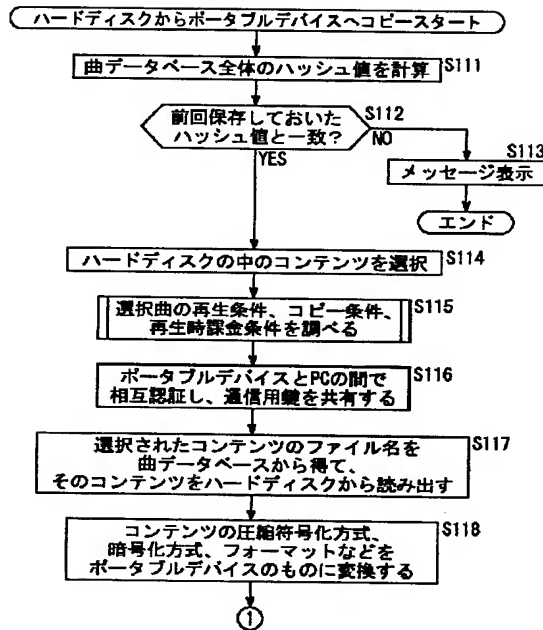 ハードディスクからポータブルデバイスへコピースタート
S111
曲データベース全体のハッシュ値を計算
S112
前回保存しておいた
ハッシュ値と一致?
NO
YES
S113
メッセージ表示
エンド
ハードディスクの中のコンテンツを選択
S114
選択曲の再生条件、コピー条件、
再生時課金条件を調べる
S115
ポータブルデバイスとPCの間で
相互認証し、通信用鍵を共有する
S116
選択されたコンテンツのファイル名を
曲データベースから得て、
そのコンテンツをハードディスクから読み出す
S117
コンテンツの圧縮符号化方式、
暗号化方式、フォーマットなどを
ポータブルデバイスのものに変換する
S118
1